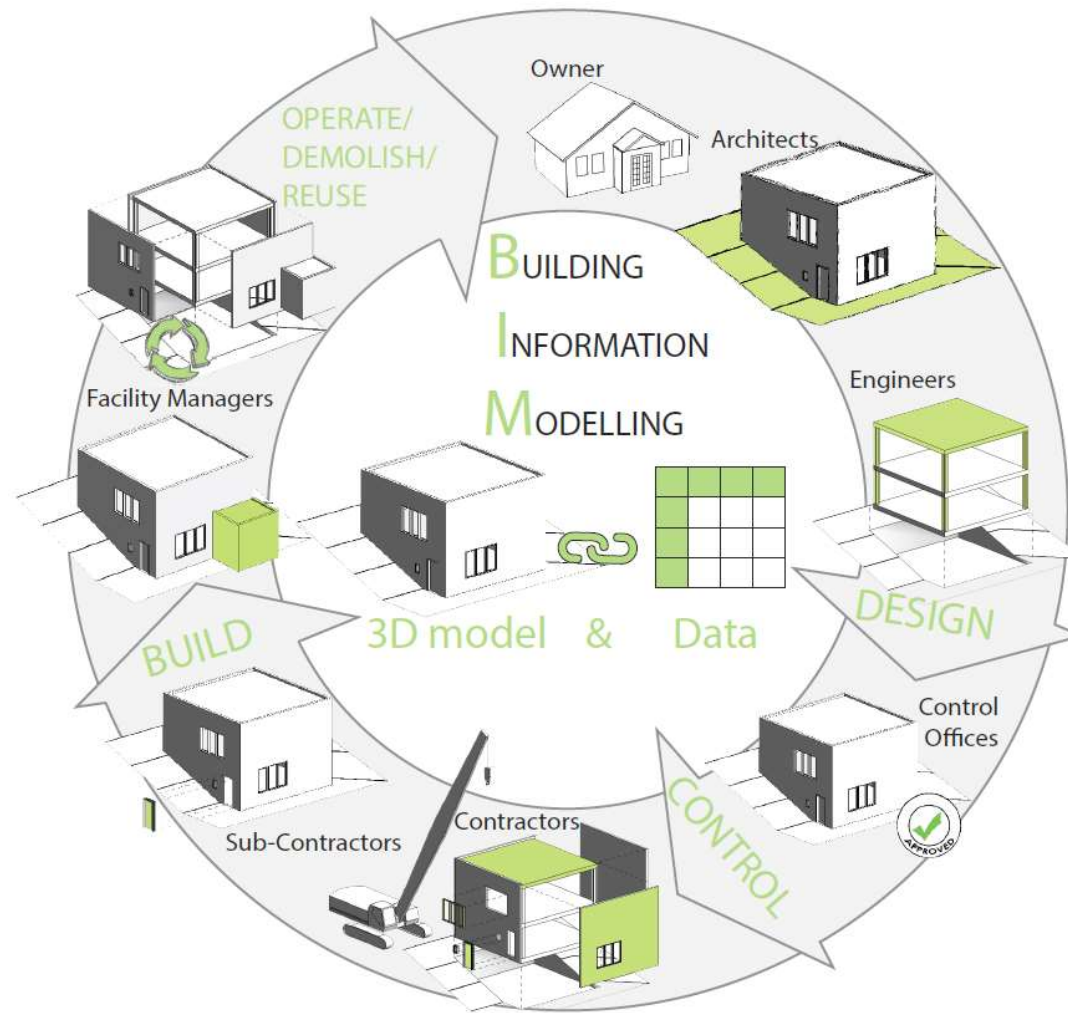 Owner
Architects
OPERATE/
DEMOLISH/
REUSE
BUILDING
INFORMATION
MODELLING
Engineers
Facility Managers
3D model & Data
DESIGN
BUILD
Control
Offices
CONTROL
APPROVED
Contractors
Sub-Contractors